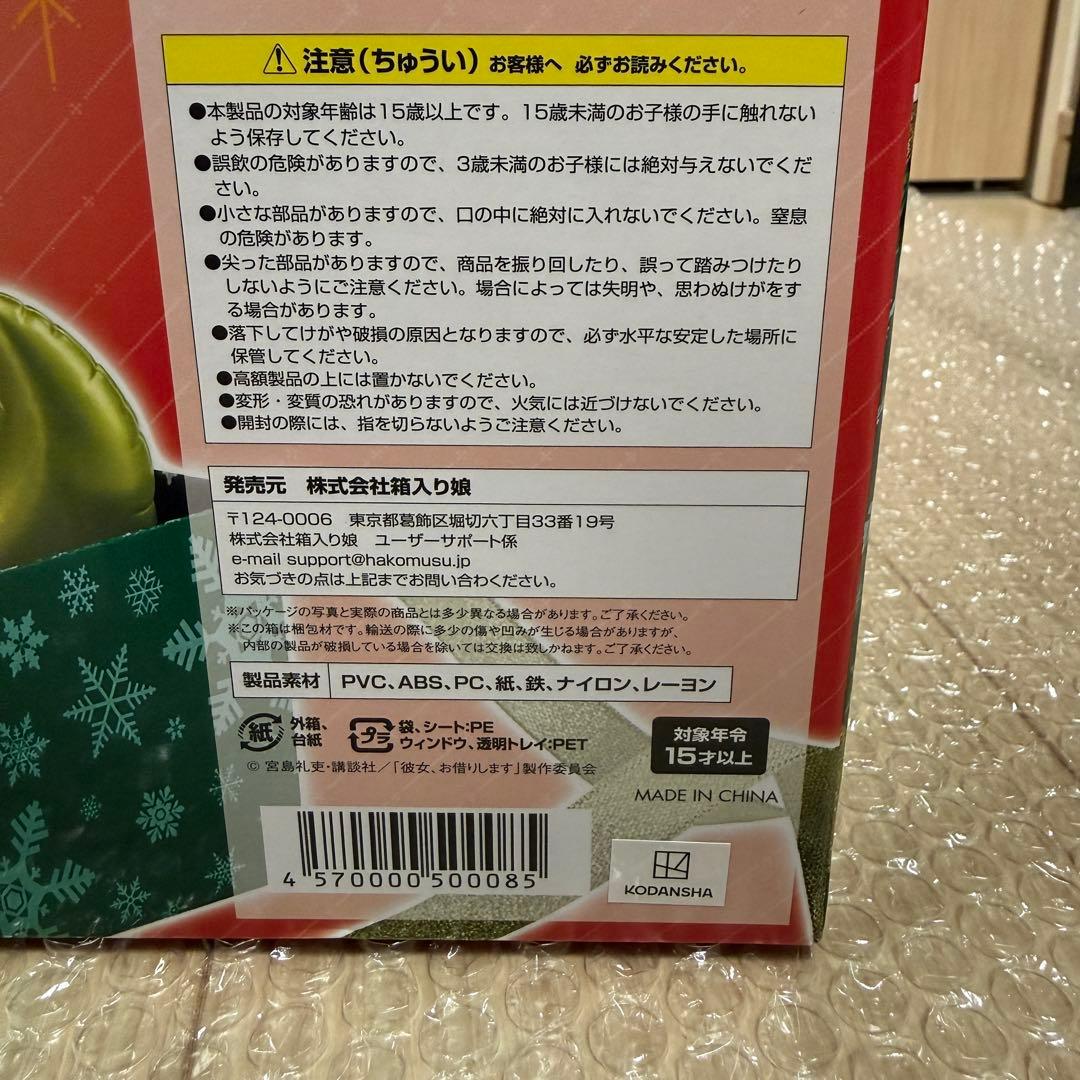 注意（ちゅうい）お客様へ 必ずお読みください。
●本製品の対象年齢は15歳以上です。15歳未満のお子様の手に触れない
よう保存してください。
●誤飲の危険がありますので、3歳未満のお子様には絶対与えないでくだ
さい。
●小さな部品がありますので、口の中に絶対に入れないでください。窒息
の危険があります。
●尖った部品がありますので、商品を振り回したり、誤って踏みつけたり
しないようにご注意ください。場合によっては失明や、思わぬけがをす
る場合があります。
●落下してけがや破損の原因となりますので、必ず水平な安定した場所に
保管してください。
●高額製品の上には置かないでください。
●変形・変質の恐れがありますので、火気には近づけないでください。
●開封の際には、指を切らないようご注意ください。
発売元 株式会社箱入り娘
〒124-0006 東京都葛飾区堀切六丁目33番19号
株式会社箱入り娘 ユーザーサポート係
e-mail support@hakomusu.jp
お気づきの点は上記までお問い合わせください。
※パッケージの写真と実際の商品とは多少異なる場合があります。ご了承ください。
※この箱は梱包材です。輸送の際に多少の傷や凹みが生じる場合がありますが、
内部の製品が破損している場合を除いては交換は致しかねます。ご了承ください。
製品素材 PVC、ABS、PC、紙、鉄、ナイロン、レーヨン
紙 外箱、
台紙
プラ 袋、シート:PE
ウィンドウ、透明トレイ:PET
対象年令
15才以上
© 宮島礼吏・講談社／「彼女、お借りします」製作委員会
MADE IN CHINA
4 570000 500085
KODANSHA